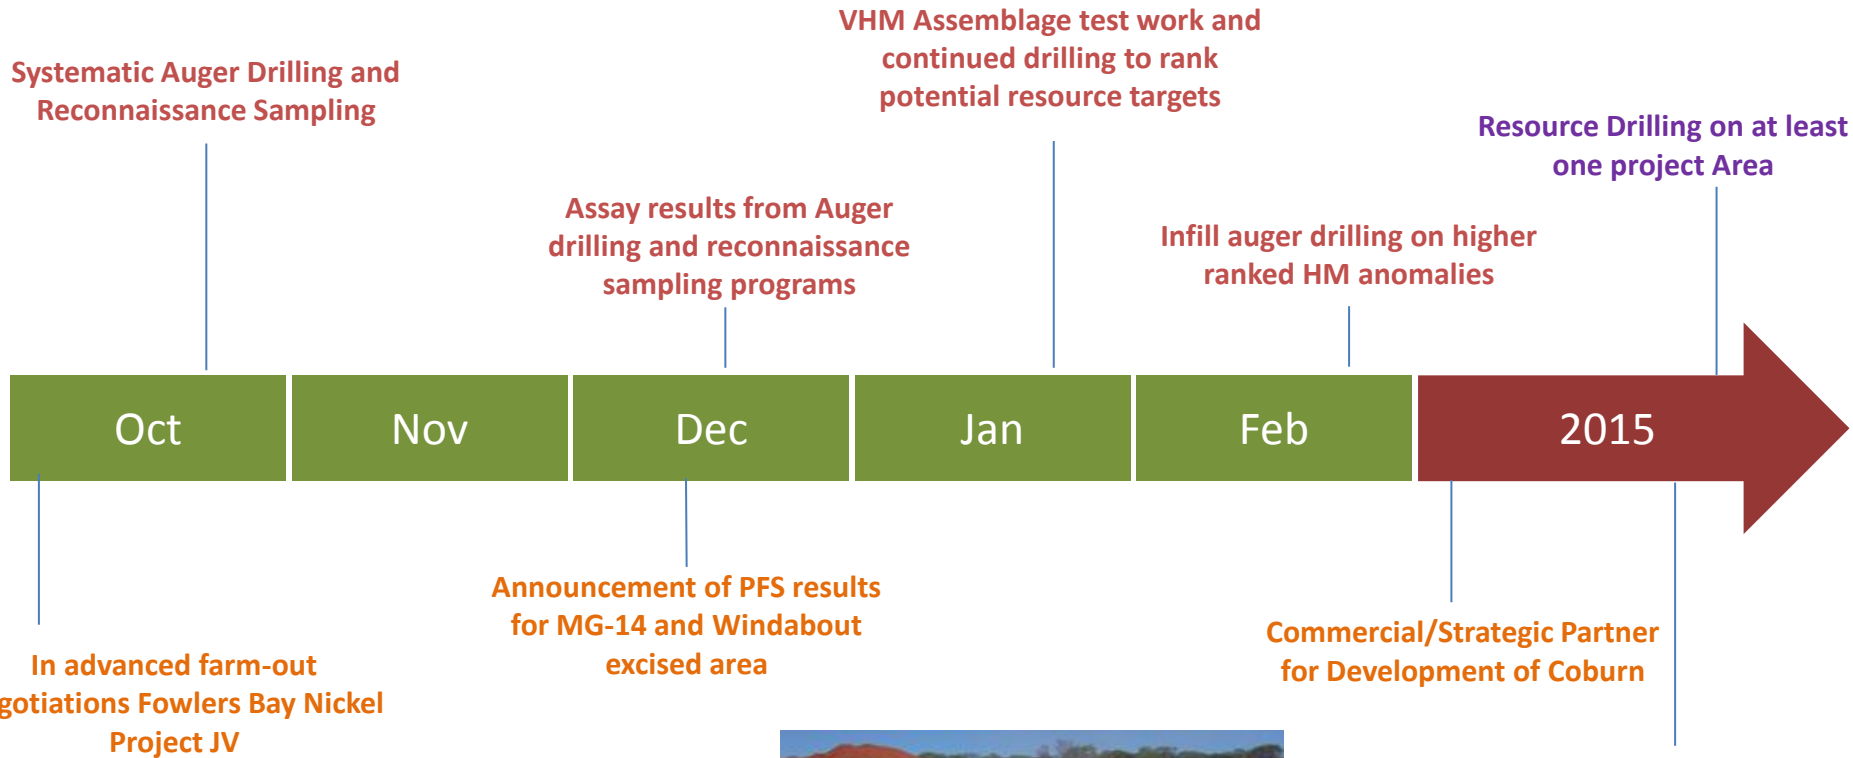 VHM Assemblage test work and
continued drilling to rank
potential resource targets
Systematic Auger Drilling and
Reconnaissance Sampling
Resource Drilling on at least
one project Area
Assay results from Auger
drilling and reconnaissance
sampling programs
Infill auger drilling on higher
ranked HM anomalies
Oct
Nov
Dec
Jan
Feb
2015
Announcement of PFS results
for MG-14 and Windabout
excised area
Commercial/Strategic Partner
for Development of Coburn
In advanced farm-out
gotiations Fowlers Bay Nickel
Project JV